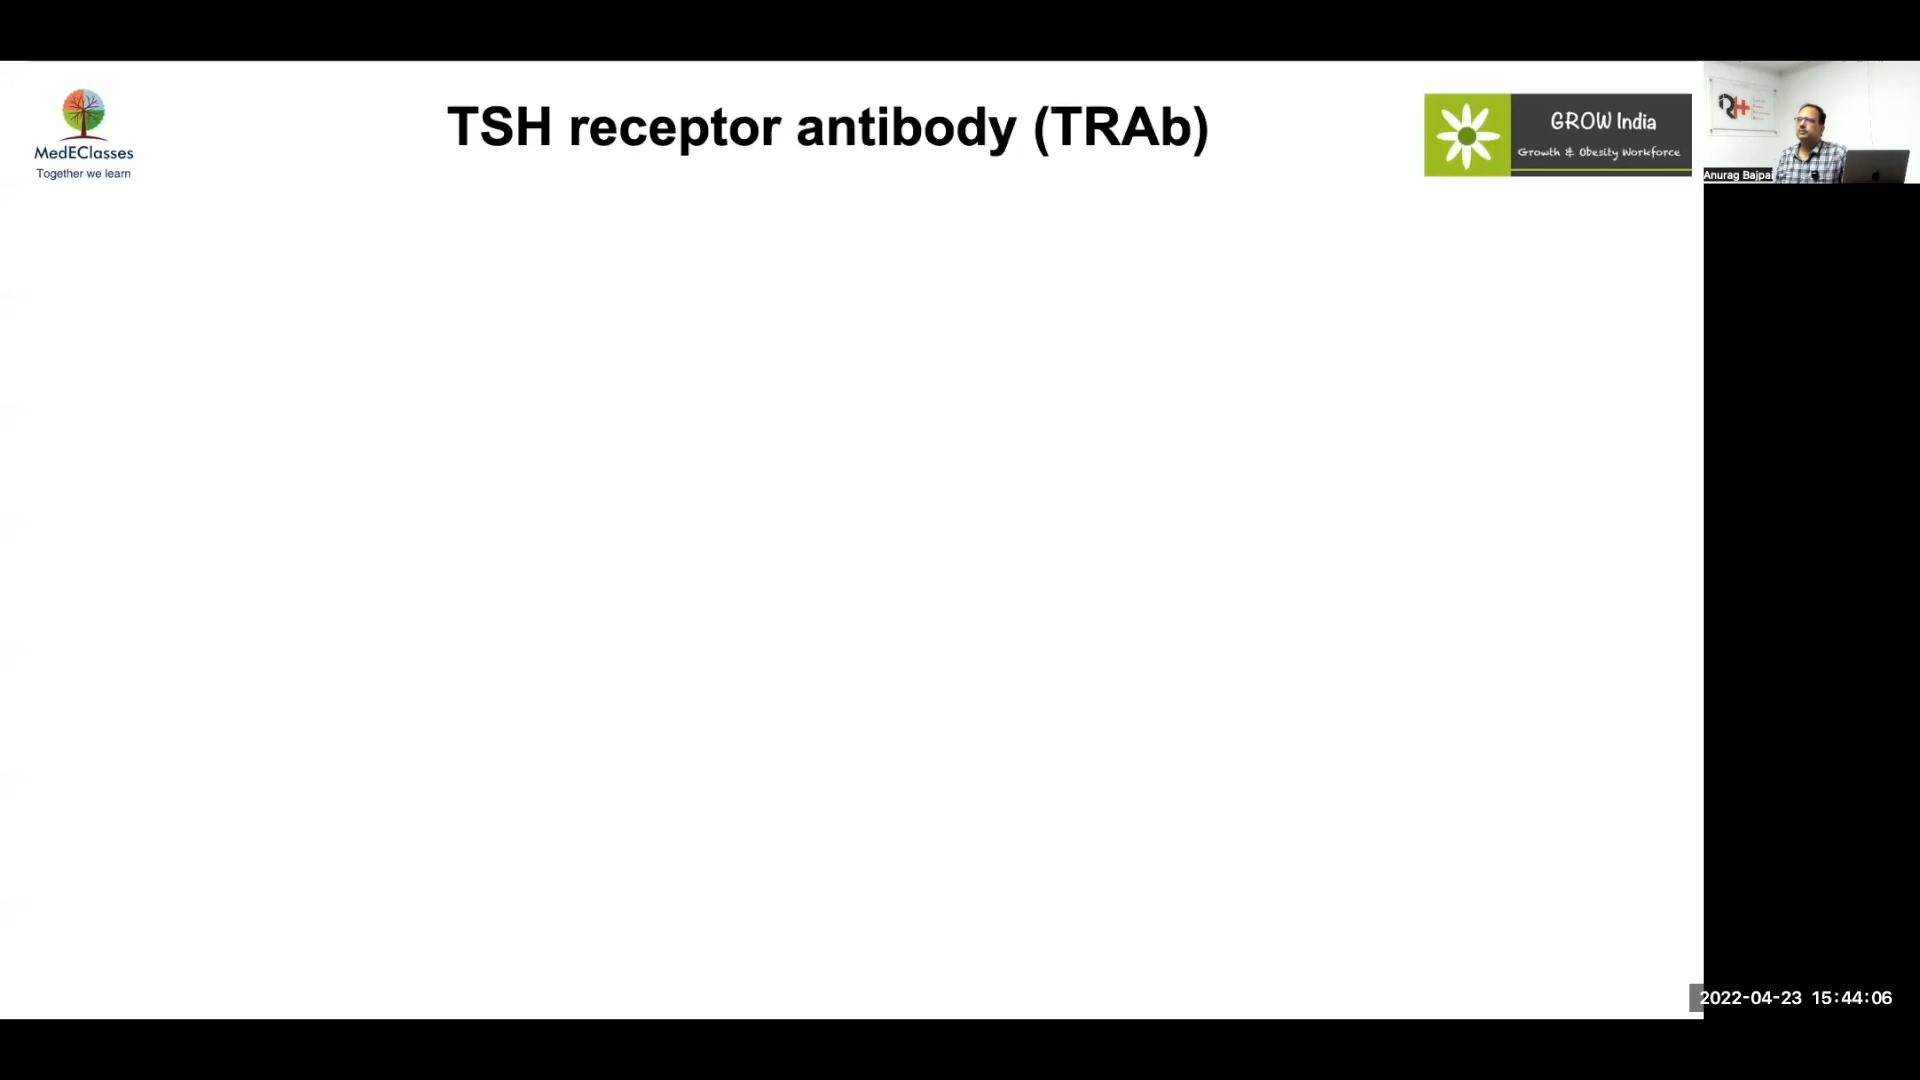 MedEClasses
Together we learn
TSH receptor antibody (TRAb)
GROW India
Growth & Obesity Workforce
Anurag Bajpai
2022-04-23 15:44:06